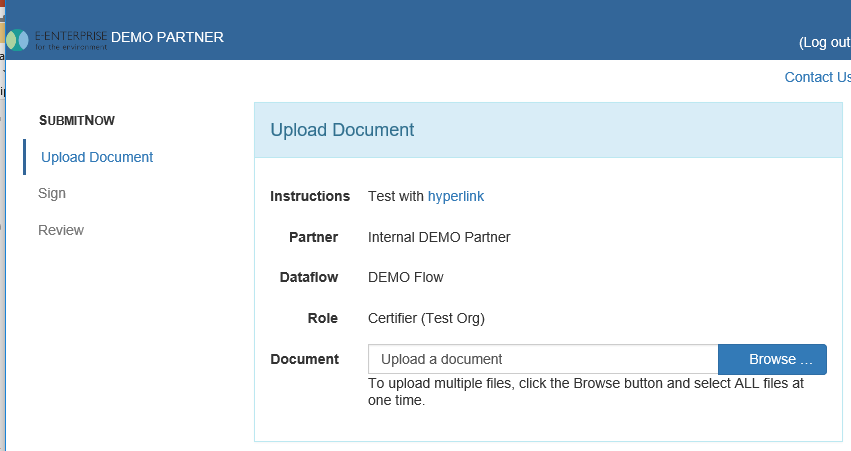 E-ENTERPRISE
for the environment
DEMO PARTNER
(Log out
Contact Us
SUBMITNOW
Upload Document
Sign
Review
Upload Document
Instructions Test with hyperlink
Partner Internal DEMO Partner
Dataflow DEMO Flow
Role Certifier (Test Org)
Document Upload a document Browse ...
To upload multiple files, click the Browse button and select ALL files at
one time.